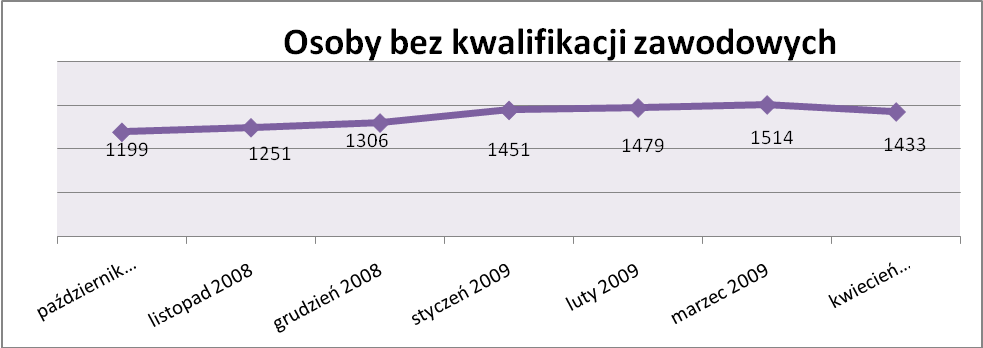 Osoby bez kwalifikacji zawodowych
1199
1251
1306
1451
1479
1514
1433
październik...
listopad 2008
grudzień 2008
styczeń 2009
luty 2009
marzec 2009
kwiecień...